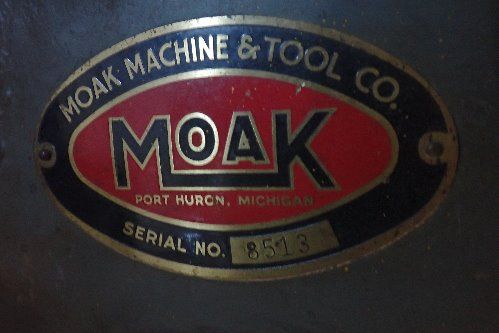 MOAK MACHINE & TOOL CO.
MOAK
PORT HURON, MICHIGAN
SERIAL NO. 8513